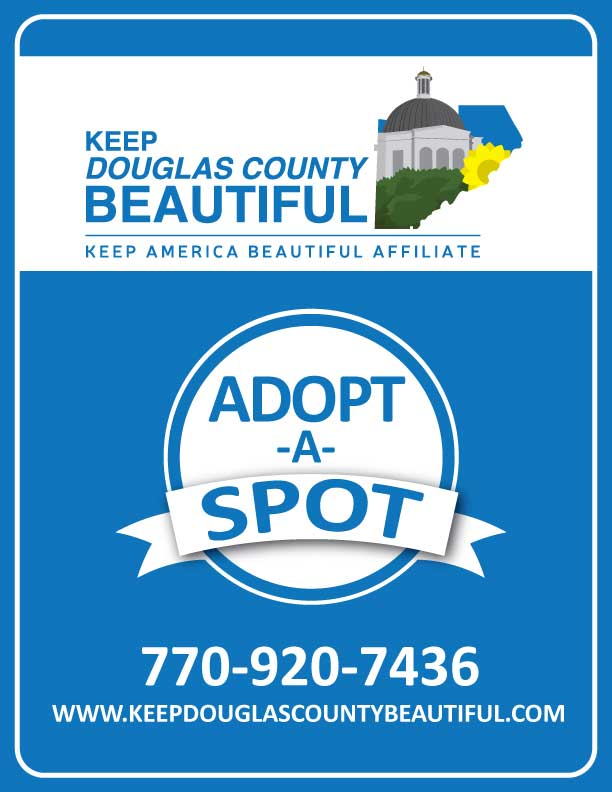 KEEP
DOUGLAS COUNTY
BEAUTIFUL
KEEP AMERICA BEAUTIFUL AFFILIATE
ADOPT
-A-
SPOT
770-920-7436
WWW.KEEPDOUGLASCOUNTYBEAUTIFUL.COM